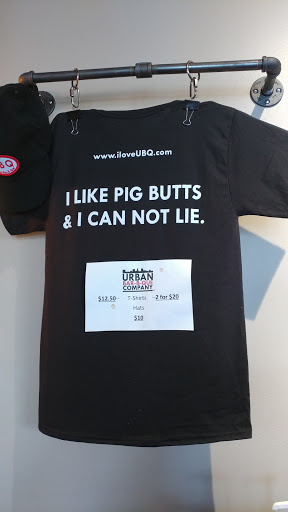 www.iloveUBQ.com
I LIKE PIG BUTTS
& I CAN NOT LIE.
URBAN
BAR-B-QUE
COMPANY
$12.50 T-Shirts 2 for $20
Hats
$10